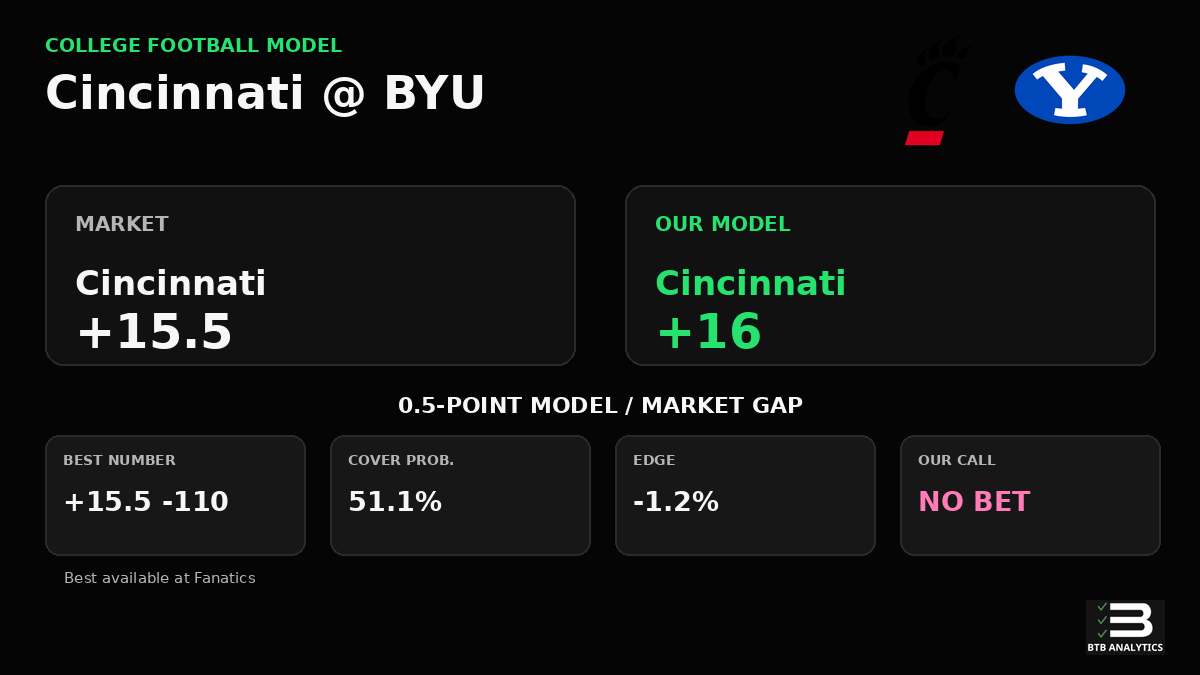 COLLEGE FOOTBALL MODEL
Cincinnati @ BYU
C
Y
MARKET
Cincinnati
+15.5
OUR MODEL
Cincinnati
+16
0.5-POINT MODEL / MARKET GAP
BEST NUMBER
+15.5 -110
COVER PROB.
51.1%
EDGE
-1.2%
OUR CALL
NO BET
Best available at Fanatics
B
BTB ANALYTICS